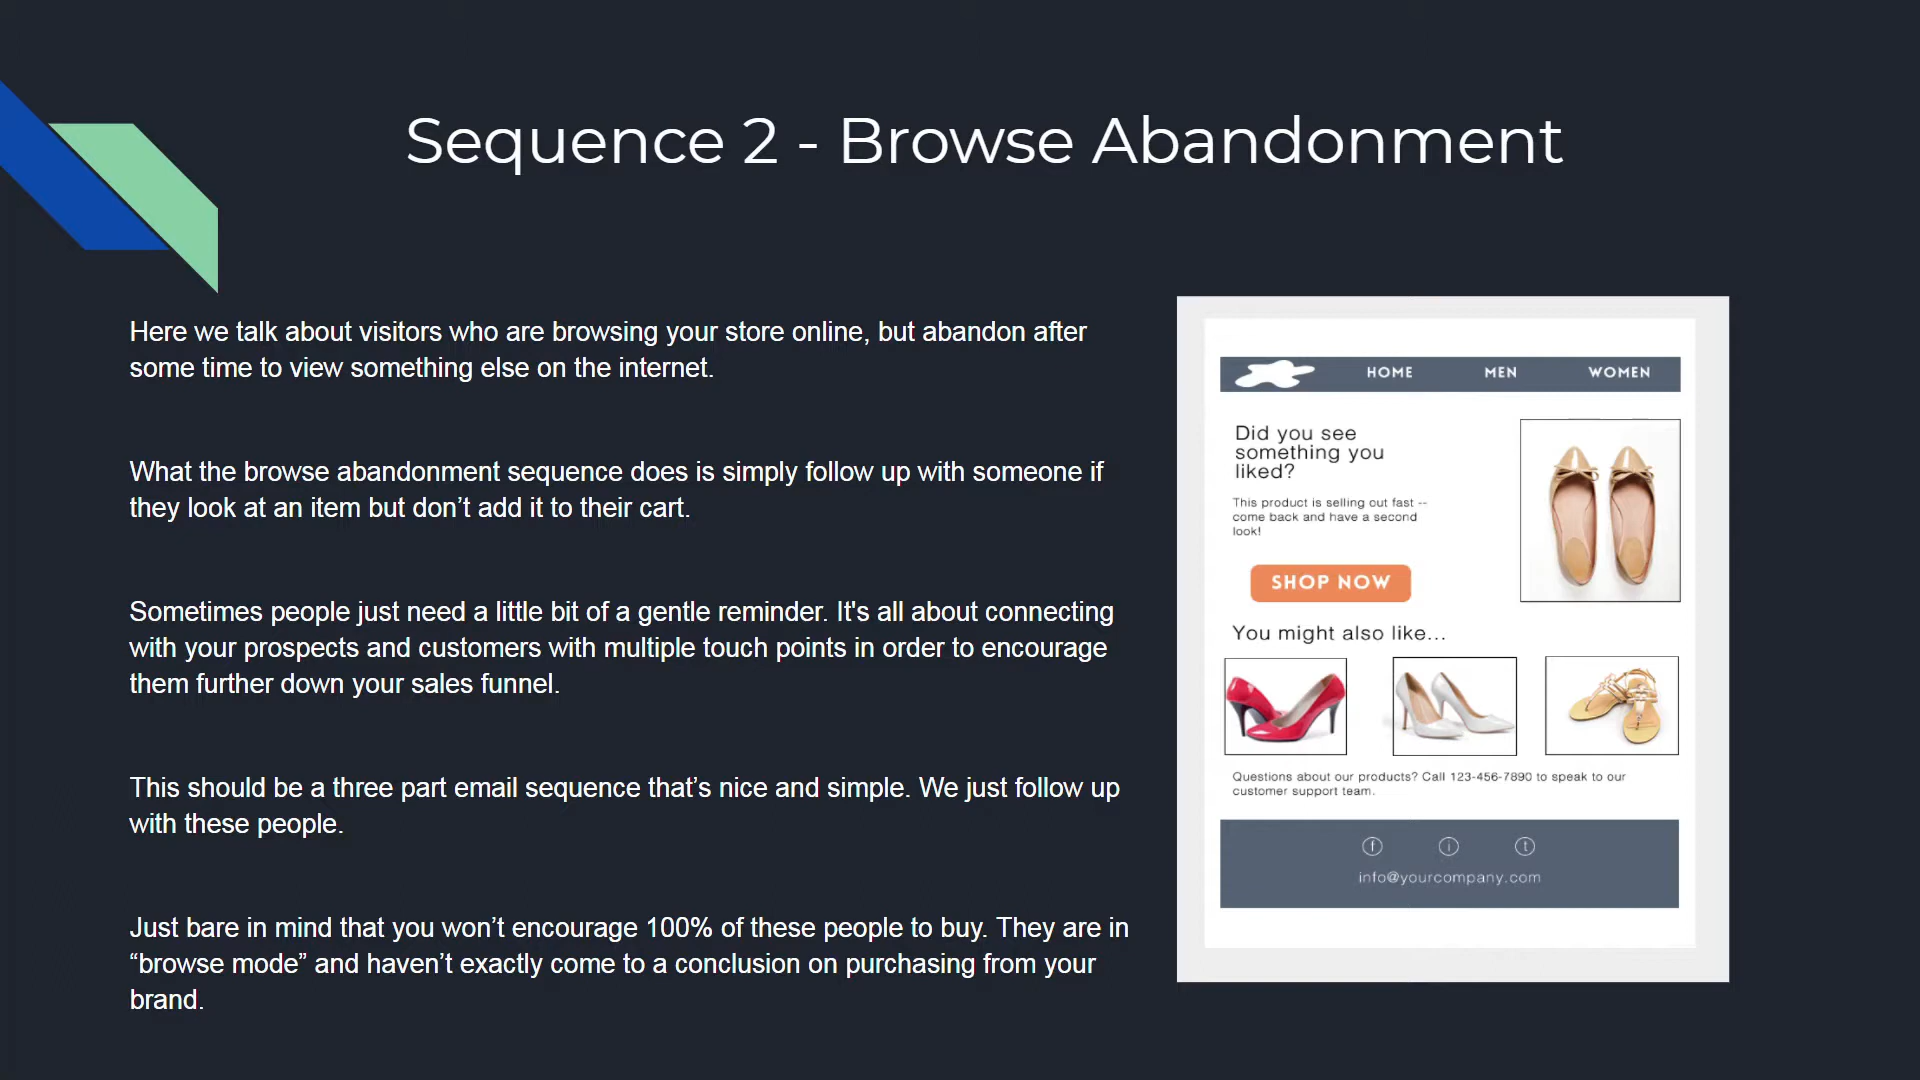 Sequence 2 - Browse Abandonment
Here we talk about visitors who are browsing your store online, but abandon after
some time to view something else on the internet.
What the browse abandonment sequence does is simply follow up with someone if
they look at an item but don’t add it to their cart.
Sometimes people just need a little bit of a gentle reminder. It's all about connecting
with your prospects and customers with multiple touch points in order to encourage
them further down your sales funnel.
This should be a three part email sequence that’s nice and simple. We just follow up
with these people.
Just bare in mind that you won’t encourage 100% of these people to buy. They are in
“browse mode” and haven’t exactly come to a conclusion on purchasing from your
brand.
HOME MEN WOMEN
Did you see
something you
liked?
This product is selling out fast --
come back and have a second
look!
SHOP NOW
You might also like...
Questions about our products? Call 123-456-7890 to speak to our
customer support team.
f i t
info@yourcompany.com